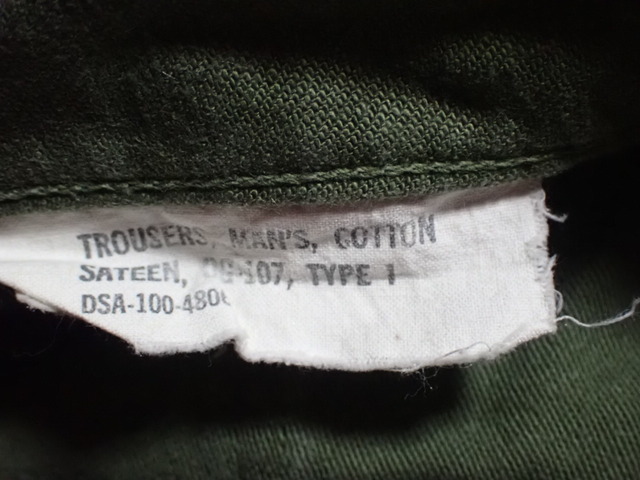 TROUSERS, MAN'S, COTTON
SATEEN, OG-107, TYPE I
DSA-100-480